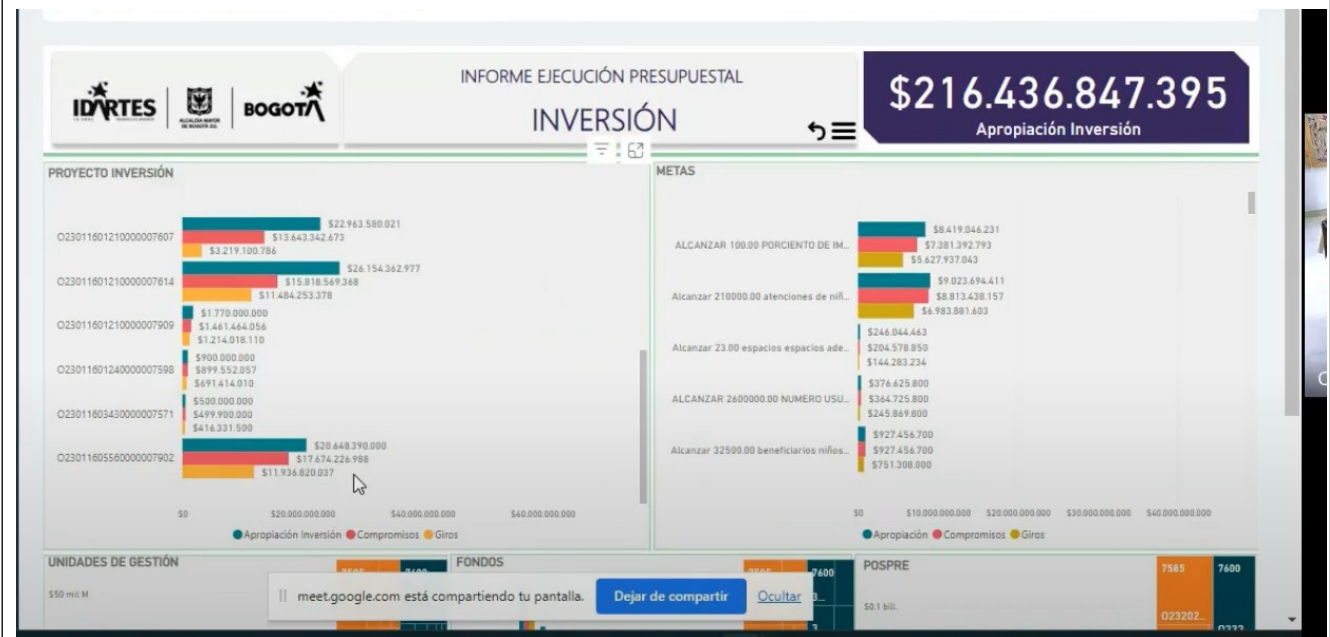 IDARTES
ALCALDÍA MAYOR
DE BOGOTÁ D.C.
BOGOTÁ
INFORME EJECUCIÓN PRESUPUESTAL
INVERSIÓN
$216.436.847.395
Apropiación Inversión
PROYECTO INVERSIÓN
O23011601210000007607
$22.963.580.021
$13.643.342.673
$3.219.100.786
O23011601210000007614
$26.154.362.977
$15.818.569.368
$11.484.253.378
O23011601210000007909
$1.770.000.000
$1.461.464.056
$1.214.018.110
O23011601240000007598
$900.000.000
$899.552.057
$691.414.010
O23011603430000007571
$500.000.000
$499.900.000
$416.331.500
O23011605560000007902
$20.648.390.000
$17.674.226.988
$11.936.820.037
$0 $20.000.000.000 $40.000.000.000 $60.000.000.000
Apropiación Inversión Compromisos Giros
METAS
ALCANZAR 100.00 PORCIENTO DE IM...
$8.419.046.231
$7.381.392.793
$5.627.937.043
Alcanzar 210000.00 atenciones de niñ...
$9.023.694.411
$8.813.438.157
$6.983.881.603
Alcanzar 23.00 espacios espacios ade...
$246.044.463
$204.578.850
$144.283.234
ALCANZAR 2600000.00 NUMERO USU...
$376.625.800
$364.725.800
$245.869.800
Alcanzar 32500.00 beneficiarios niños...
$927.456.700
$927.456.700
$751.308.000
$0 $10.000.000.000 $20.000.000.000 $30.000.000.000 $40.000.000.000
Apropiación Compromisos Giros
UNIDADES DE GESTIÓN
$50 mil M
FONDOS
7600
3...
3
POSPRE
$0,1 bill.
7585
7600
O23202...
O232
meet.google.com está compartiendo tu pantalla.
Dejar de compartir
Ocultar